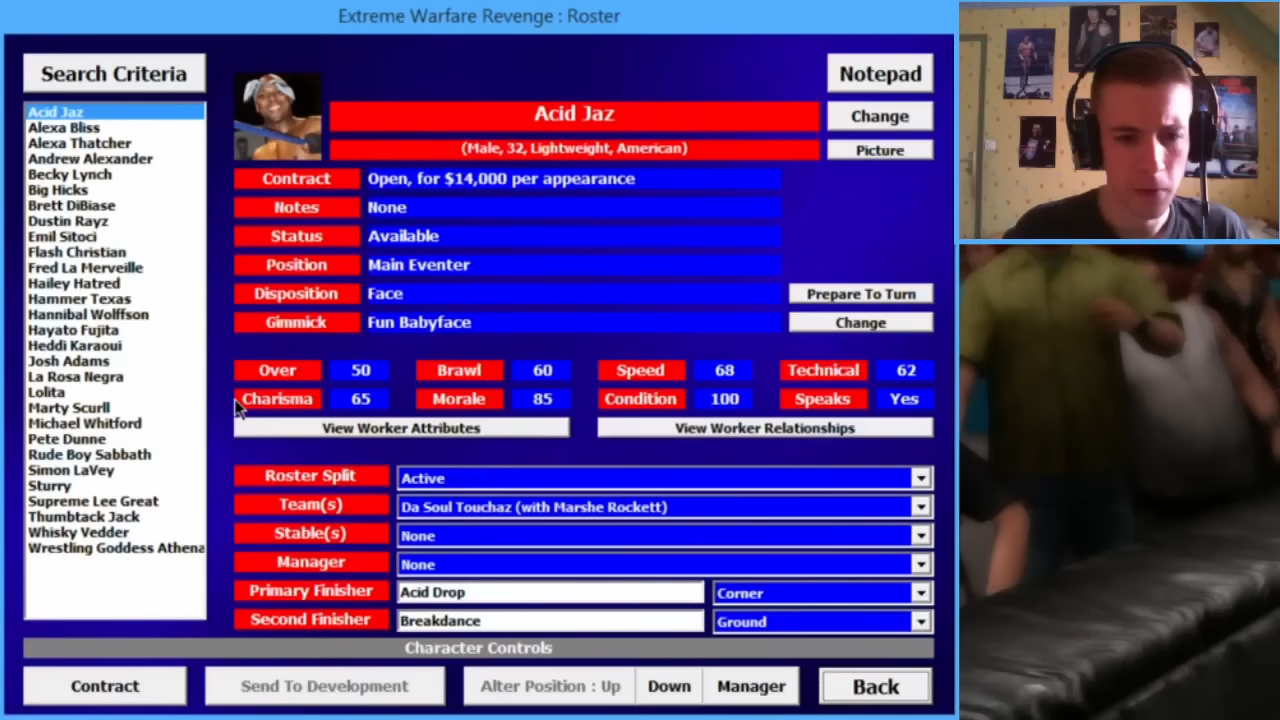 Extreme Warfare Revenge : Roster
Search Criteria
Acid Jaz
Alexa Bliss
Alexa Thatcher
Andrew Alexander
Becky Lynch
Big Hicks
Brett DiBiase
Dustin Rayz
Emil Sitoci
Flash Christian
Fred La Merveille
Hailey Hatred
Hammer Texas
Hannibal Wolffson
Hayato Fujita
Heddi Karaoui
Josh Adams
La Rosa Negra
Lolita
Marty Scurll
Michael Whitford
Pete Dunne
Rude Boy Sabbath
Simon LaVey
Sturry
Supreme Lee Great
Thumbtack Jack
Whisky Vedder
Wrestling Goddess Athena
Acid Jaz
(Male, 32, Lightweight, American)
Notepad
Change
Picture
Contract Open, for $14,000 per appearance
Notes None
Status Available
Position Main Eventer
Disposition Face Prepare To Turn
Gimmick Fun Babyface Change
Over 50 Brawl 60 Speed 68 Technical 62
Charisma 65 Morale 85 Condition 100 Speaks Yes
View Worker Attributes View Worker Relationships
Roster Split Active
Team(s) Da Soul Touchaz (with Marshe Rockett)
Stable(s) None
Manager None
Primary Finisher Acid Drop Corner
Second Finisher Breakdance Ground
Character Controls
Contract Send To Development Alter Position : Up Down Manager Back